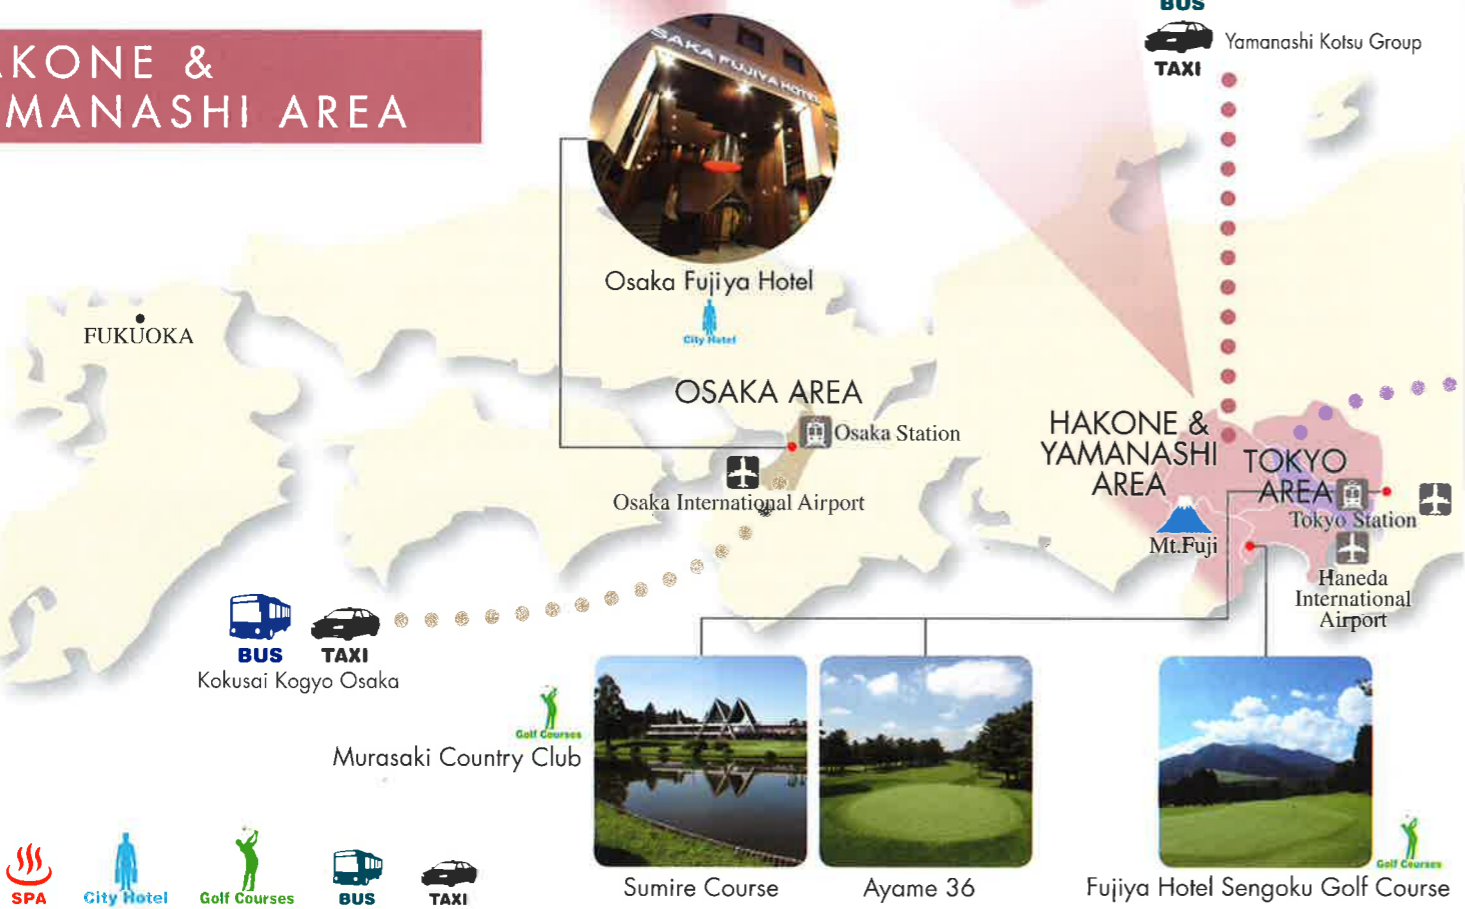 BUS
Yamanashi Kotsu Group
TAXI
AKONE &
MANASHI AREA
SAKA FUJIYA HOTEL
Osaka Fujiya Hotel
City Hotel
FUKUOKA
OSAKA AREA
Osaka Station
Osaka International Airport
HAKONE &
YAMANASHI
AREA
TOKYO
AREA
Tokyo Station
Mt.Fuji
Haneda
International
Airport
BUS TAXI
Kokusai Kogyo Osaka
Golf Courses
Murasaki Country Club
Sumire Course
Ayame 36
Golf Courses
Fujiya Hotel Sengoku Golf Course
SPA
City Hotel
Golf Courses
BUS
TAXI